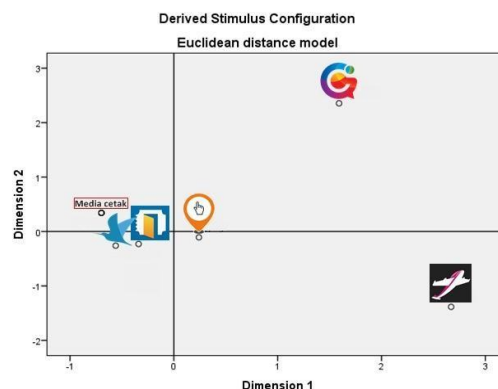 Derived Stimulus Configuration
Euclidean distance model
3
2
1
0
-1
-2
Dimension 2
Media cetak
-1
0
1
2
3
Dimension 1